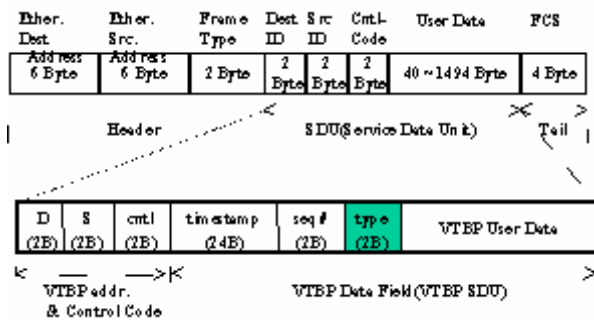 Ether. Ether. Frame Dest Src Cntl- User Data FCS
Dest. Src. Type ID ID Code
Address Address
6 Byte 6 Byte 2 Byte 2 Byte 2 Byte 2 Byte 40~1494 Byte 4 Byte
Header SDU(Service Data Unit) Tail
D S cntl timestamp seq# type VTBP User Data
(2B) (2B) (2B) (24B) (2B) (2B)
VTBP addr. VTBP Data Field(VTBP SDU)
& Control Code